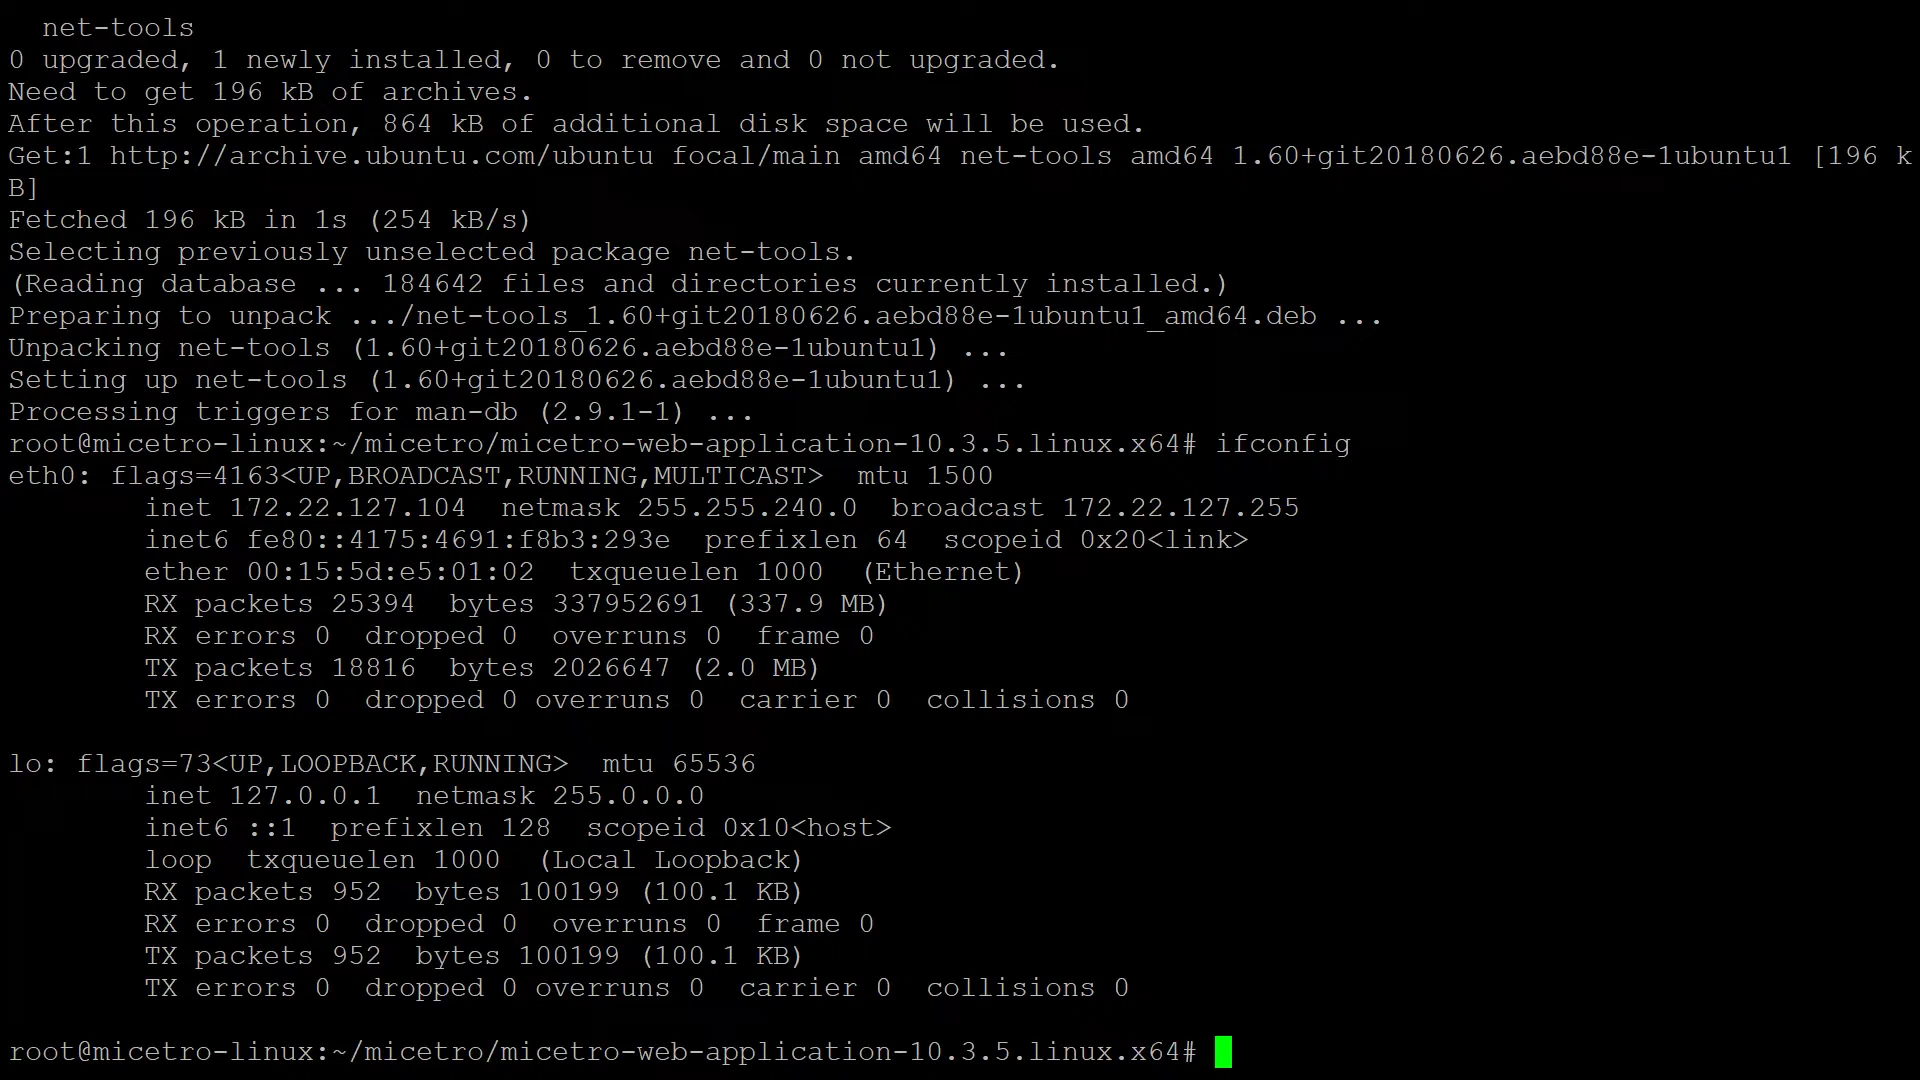 net-tools
0 upgraded, 1 newly installed, 0 to remove and 0 not upgraded.
Need to get 196 kB of archives.
After this operation, 864 kB of additional disk space will be used.
Get:1 http://archive.ubuntu.com/ubuntu focal/main amd64 net-tools amd64 1.60+git20180626.aebd88e-1ubuntu1 [196 k
B]
Fetched 196 kB in 1s (254 kB/s)
Selecting previously unselected package net-tools.
(Reading database ... 184642 files and directories currently installed.)
Preparing to unpack .../net-tools_1.60+git20180626.aebd88e-1ubuntu1_amd64.deb ...
Unpacking net-tools (1.60+git20180626.aebd88e-1ubuntu1) ...
Setting up net-tools (1.60+git20180626.aebd88e-1ubuntu1) ...
Processing triggers for man-db (2.9.1-1) ...
root@micetro-linux:~/micetro/micetro-web-application-10.3.5.linux.x64# ifconfig
eth0: flags=4163<UP,BROADCAST,RUNNING,MULTICAST>  mtu 1500
        inet 172.22.127.104  netmask 255.255.240.0  broadcast 172.22.127.255
        inet6 fe80::4175:4691:f8b3:293e  prefixlen 64  scopeid 0x20<link>
        ether 00:15:5d:e5:01:02  txqueuelen 1000  (Ethernet)
        RX packets 25394  bytes 337952691 (337.9 MB)
        RX errors 0  dropped 0  overruns 0  frame 0
        TX packets 18816  bytes 2026647 (2.0 MB)
        TX errors 0  dropped 0 overruns 0  carrier 0  collisions 0

lo: flags=73<UP,LOOPBACK,RUNNING>  mtu 65536
        inet 127.0.0.1  netmask 255.0.0.0
        inet6 ::1  prefixlen 128  scopeid 0x10<host>
        loop  txqueuelen 1000  (Local Loopback)
        RX packets 952  bytes 100199 (100.1 KB)
        RX errors 0  dropped 0  overruns 0  frame 0
        TX packets 952  bytes 100199 (100.1 KB)
        TX errors 0  dropped 0 overruns 0  carrier 0  collisions 0

root@micetro-linux:~/micetro/micetro-web-application-10.3.5.linux.x64#